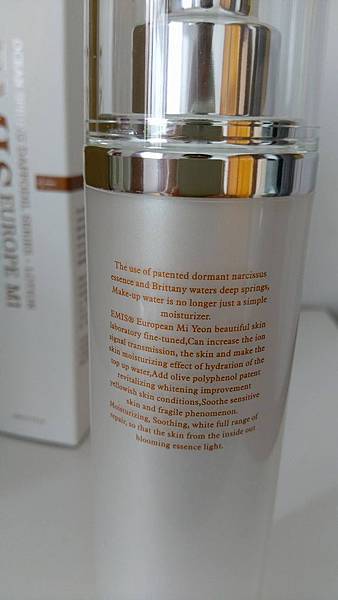 The use of patented dormant narcissus
essence and Brittany waters deep springs,
Make-up water is no longer just a simple
moisturizer.
EMIS® European Mi Yeon beautiful skin
laboratory fine-tuned,Can increase the ion
signal transmission, the skin and make the
skin moisturizing effect of hydration of the
top up water,Add olive polyphenol patent
revitalizing whitening improvement
yellowish skin conditions,Soothe sensitive
skin and fragile phenomenon.
Moisturizing, Soothing, white full range of
repair, so that the skin from the inside out
blooming essence light.
DAFFODIL SERIES LOTION
MIS EUROPE MI